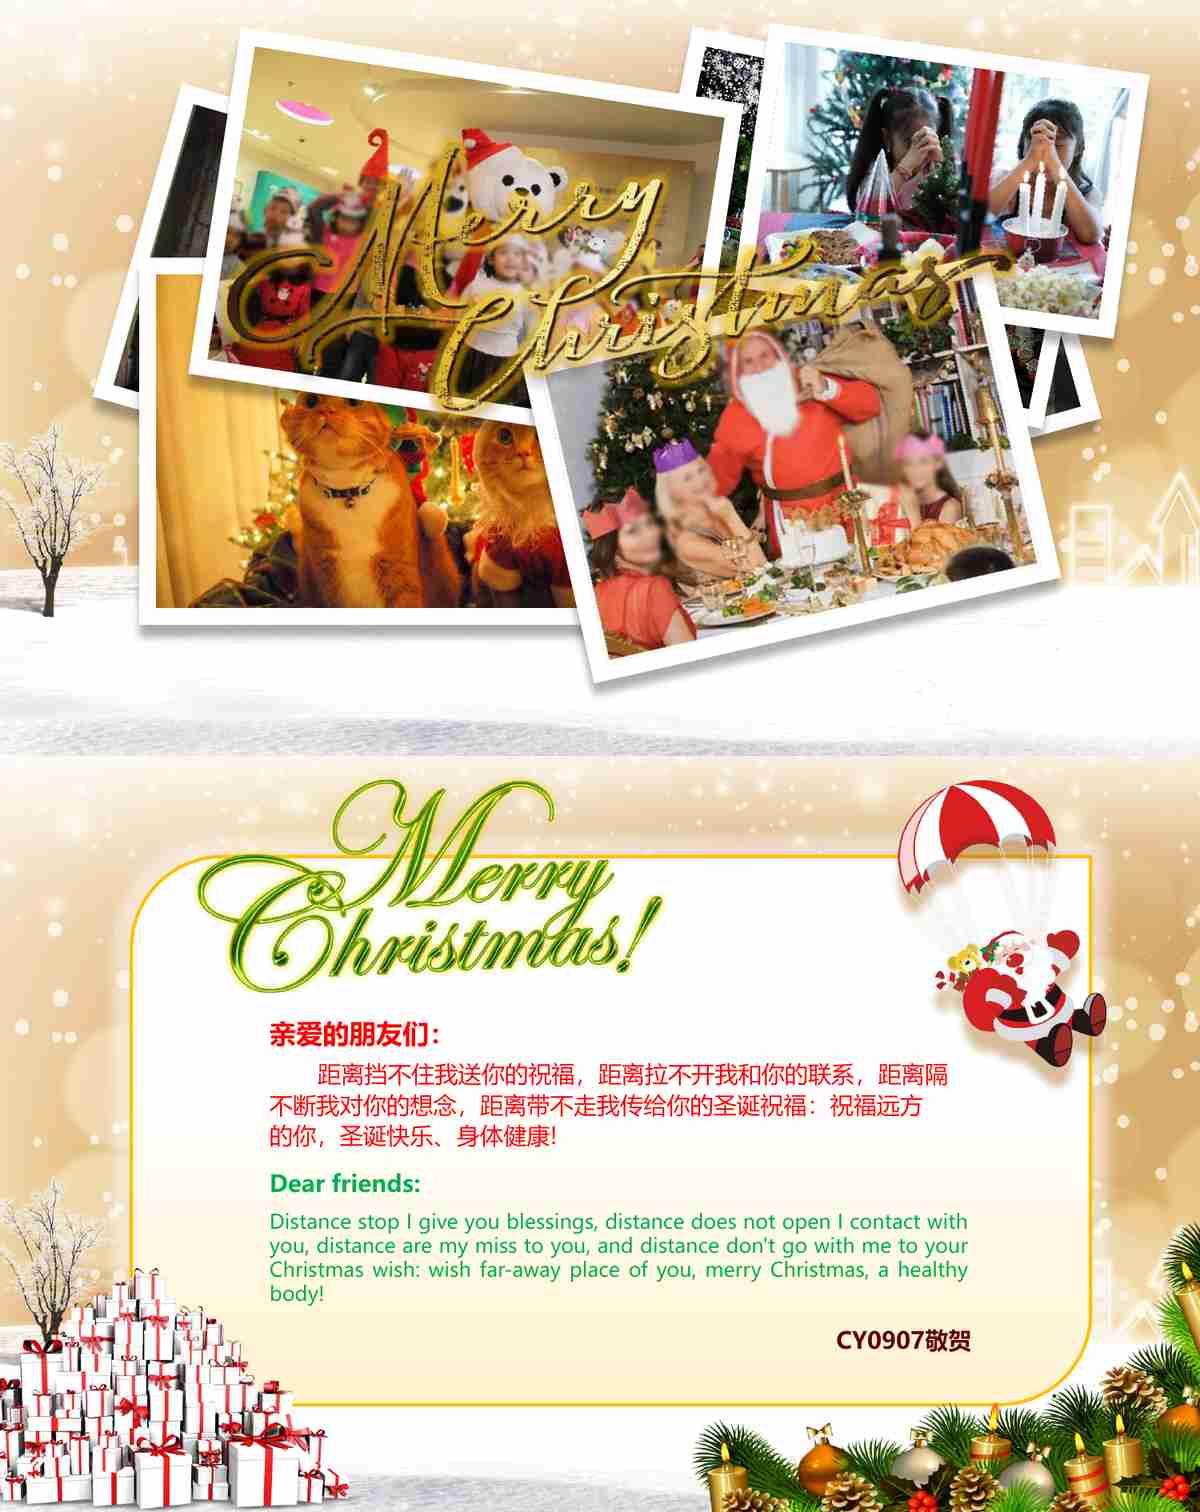 Merry
Christmas
Merry
Christmas!
亲爱的朋友们：
距离挡不住我送你的祝福，距离拉不开我和你的联系，距离隔
不断我对你的想念，距离带不走我传给你的圣诞祝福：祝福远方
的你，圣诞快乐、身体健康!
Dear friends:
Distance stop I give you blessings, distance does not open I contact with
you, distance are my miss to you, and distance don't go with me to your
Christmas wish: wish far-away place of you, merry Christmas, a healthy
body!
CY0907敬贺